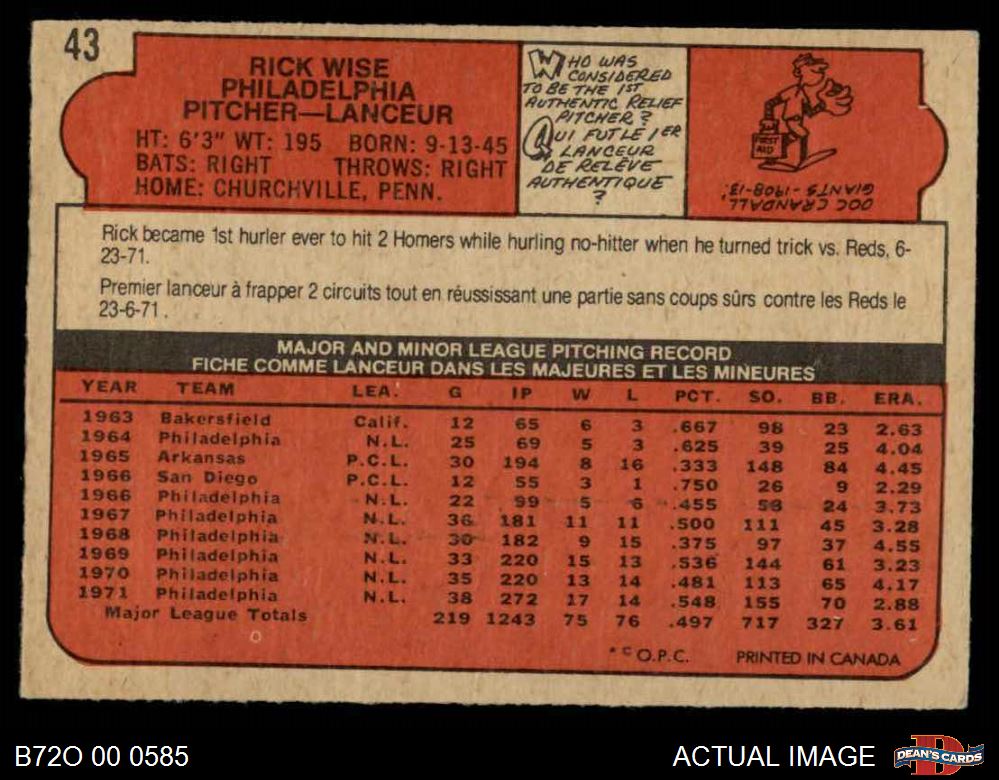 43
RICK WISE
PHILADELPHIA
PITCHER—LANCEUR
HT: 6'3" WT: 195 BORN: 9-13-45
BATS: RIGHT THROWS: RIGHT
HOME: CHURCHVILLE, PENN.
WHO WAS
CONSIDERED
TO BE THE 1ST
AUTHENTIC RELIEF
PITCHER?
QUI FUT LE 1ER
LANCEUR
DE RELÈVE
AUTHENTIQUE
?
FIRST
AID
DOC CRANDALL,
GIANTS -1908-13.
Rick became 1st hurler ever to hit 2 Homers while hurling no-hitter when he turned trick vs. Reds, 6-
23-71.
Premier lanceur à frapper 2 circuits tout en réussissant une partie sans coups sûrs contre les Reds le
23-6-71.
MAJOR AND MINOR LEAGUE PITCHING RECORD
FICHE COMME LANCEUR DANS LES MAJEURES ET LES MINEURES
YEAR TEAM LEA. G IP W L PCT. SO. BB. ERA.
1963 Bakersfield Calif. 12 65 6 3 .667 98 23 2.63
1964 Philadelphia N.L. 25 69 5 3 .625 39 25 4.04
1965 Arkansas P.C.L. 30 194 8 16 .333 148 84 4.45
1966 San Diego P.C.L. 12 55 3 1 .750 26 9 2.29
1966 Philadelphia N.L. 22 99 5 6 .455 58 24 3.73
1967 Philadelphia N.L. 36 181 11 11 .500 111 45 3.28
1968 Philadelphia N.L. 30 182 9 15 .375 97 37 4.55
1969 Philadelphia N.L. 33 220 15 13 .536 144 61 3.23
1970 Philadelphia N.L. 35 220 13 14 .481 113 65 4.17
1971 Philadelphia N.L. 38 272 17 14 .548 155 70 2.88
Major League Totals 219 1243 75 76 .497 717 327 3.61
*© O.P.C. PRINTED IN CANADA
B72O 00 0585
ACTUAL IMAGE
DEAN'S CARDS